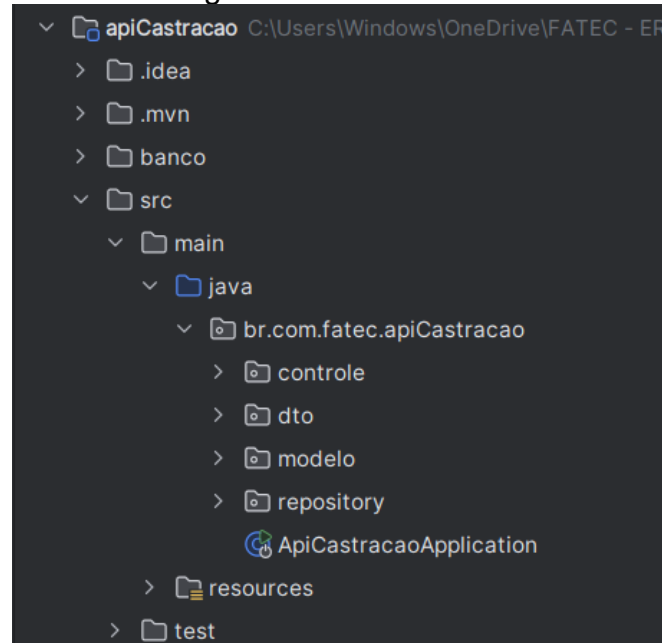 apiCastracao C:\Users\Windows\OneDrive\FATEC - ER
.idea
.mvn
banco
src
main
java
br.com.fatec.apiCastracao
controle
dto
modelo
repository
ApiCastracaoApplication
resources
test